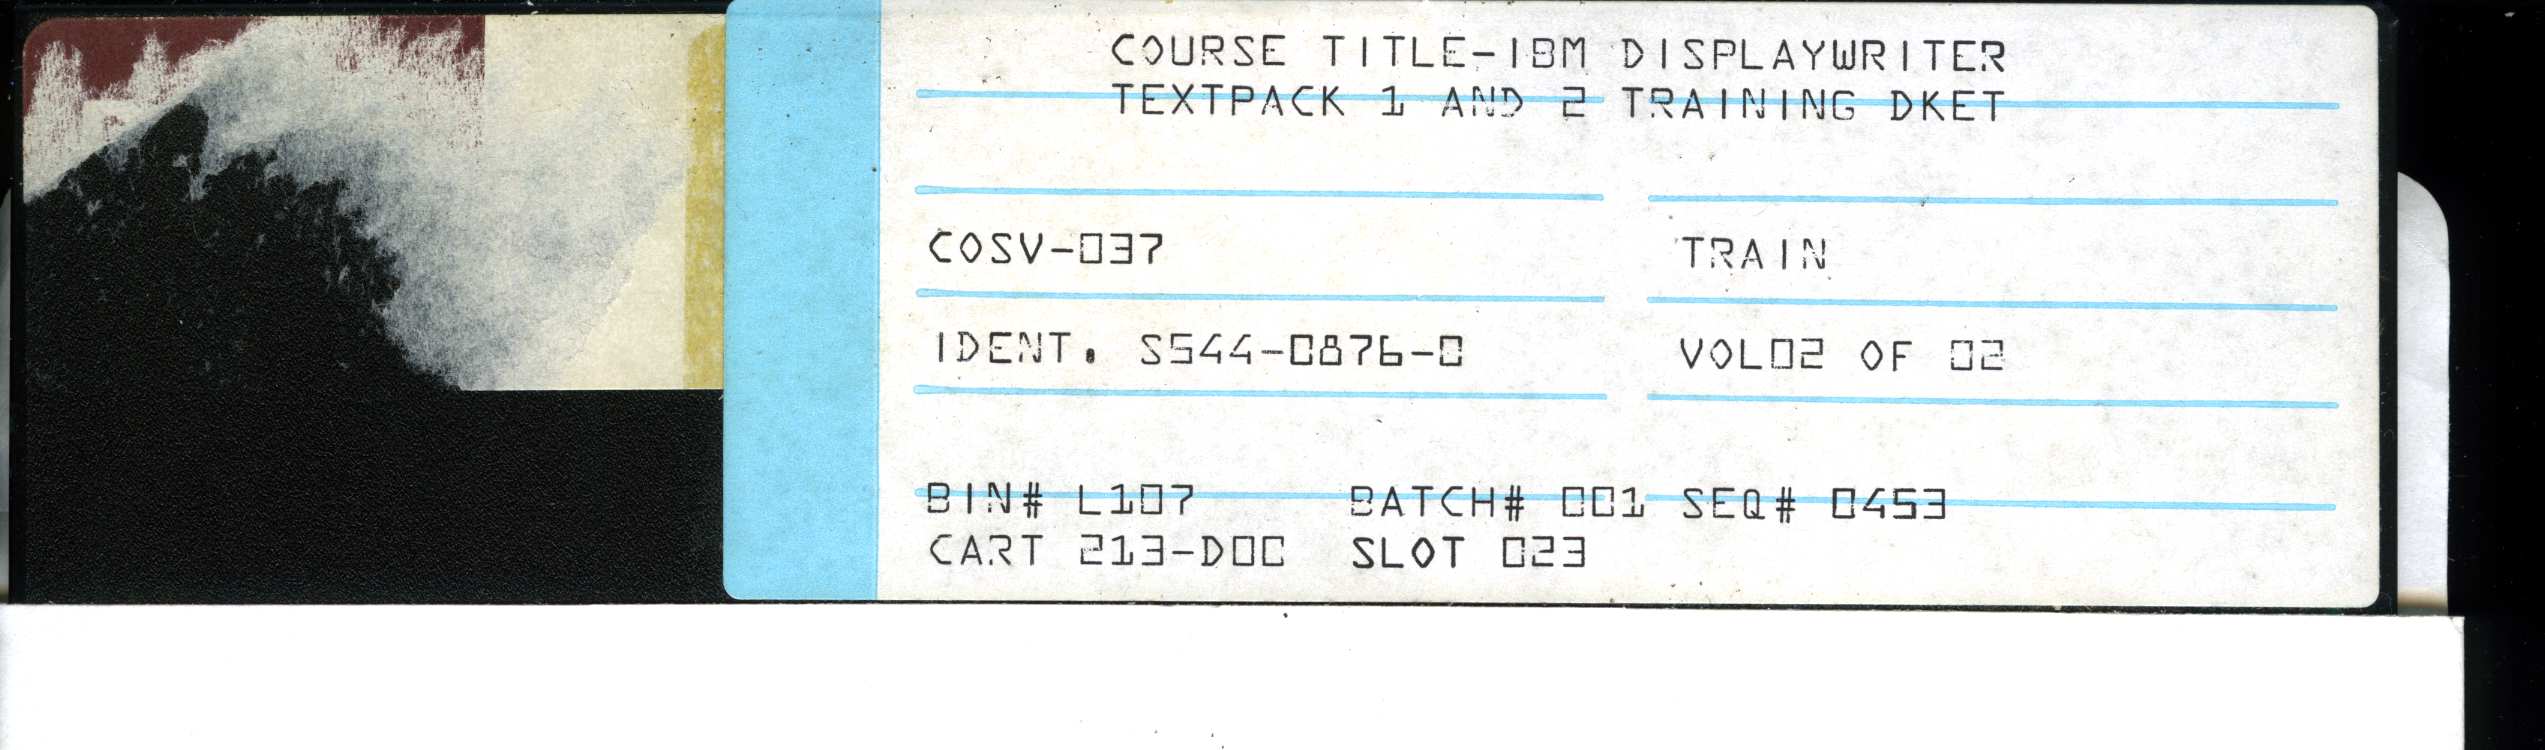 COURSE TITLE-IBM DISPLAYWRITER
TEXTPACK 1 AND 2 TRAINING DKET
COSV-037 TRAIN
IDENT. S544-0876-0 VOL02 OF 02
BIN# L107 BATCH# 001 SEQ# 0453
CART 213-D00 SLOT 023